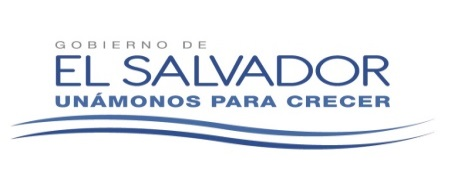 GOBIERNO DE
EL SALVADOR
UNÁMONOS PARA CRECER